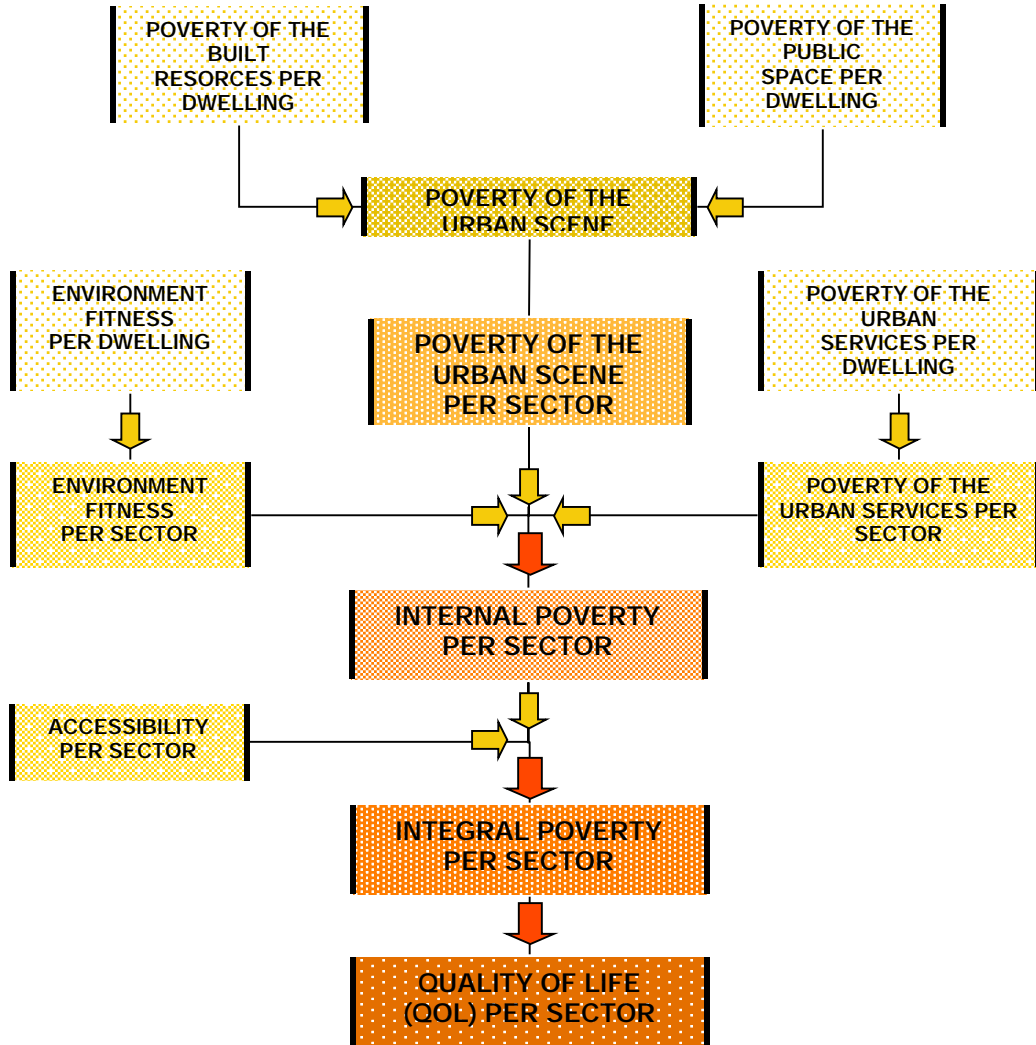 POVERTY OF THE
BUILT
RESORCES PER
DWELLING
POVERTY OF THE
PUBLIC
SPACE PER
DWELLING
POVERTY OF THE
URBAN SCENE
ENVIRONMENT
FITNESS
PER DWELLING
POVERTY OF THE
URBAN SCENE
PER SECTOR
POVERTY OF THE
URBAN
SERVICES PER
DWELLING
ENVIRONMENT
FITNESS
PER SECTOR
POVERTY OF THE
URBAN SERVICES PER
SECTOR
INTERNAL POVERTY
PER SECTOR
ACCESSIBILITY
PER SECTOR
INTEGRAL POVERTY
PER SECTOR
QUALITY OF LIFE
(QOL) PER SECTOR